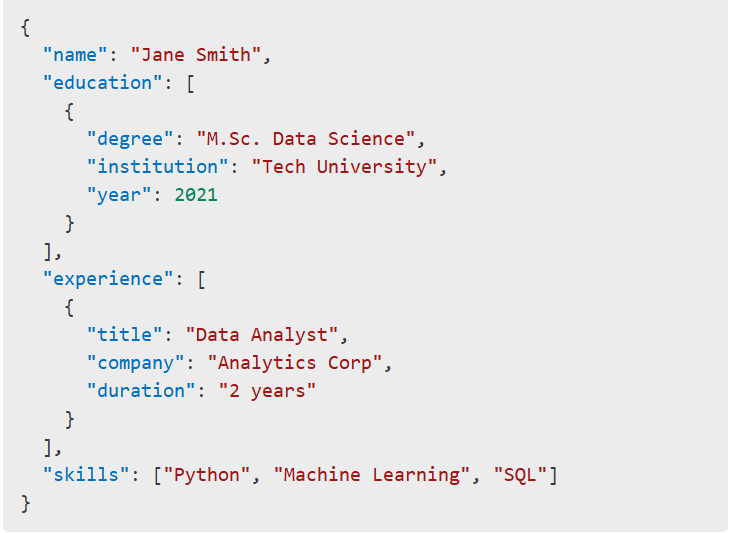 {
  "name": "Jane Smith",
  "education": [
    {
      "degree": "M.Sc. Data Science",
      "institution": "Tech University",
      "year": 2021
    }
  ],
  "experience": [
    {
      "title": "Data Analyst",
      "company": "Analytics Corp",
      "duration": "2 years"
    }
  ],
  "skills": ["Python", "Machine Learning", "SQL"]
}